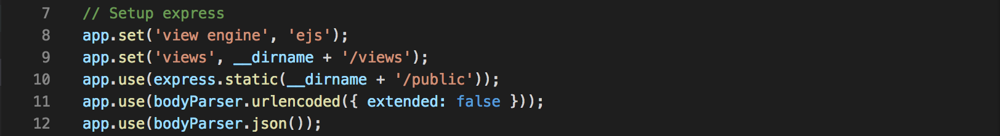 7 // Setup express
8 app.set('view engine', 'ejs');
9 app.set('views', __dirname + '/views');
10 app.use(express.static(__dirname + '/public'));
11 app.use(bodyParser.urlencoded({ extended: false }));
12 app.use(bodyParser.json());